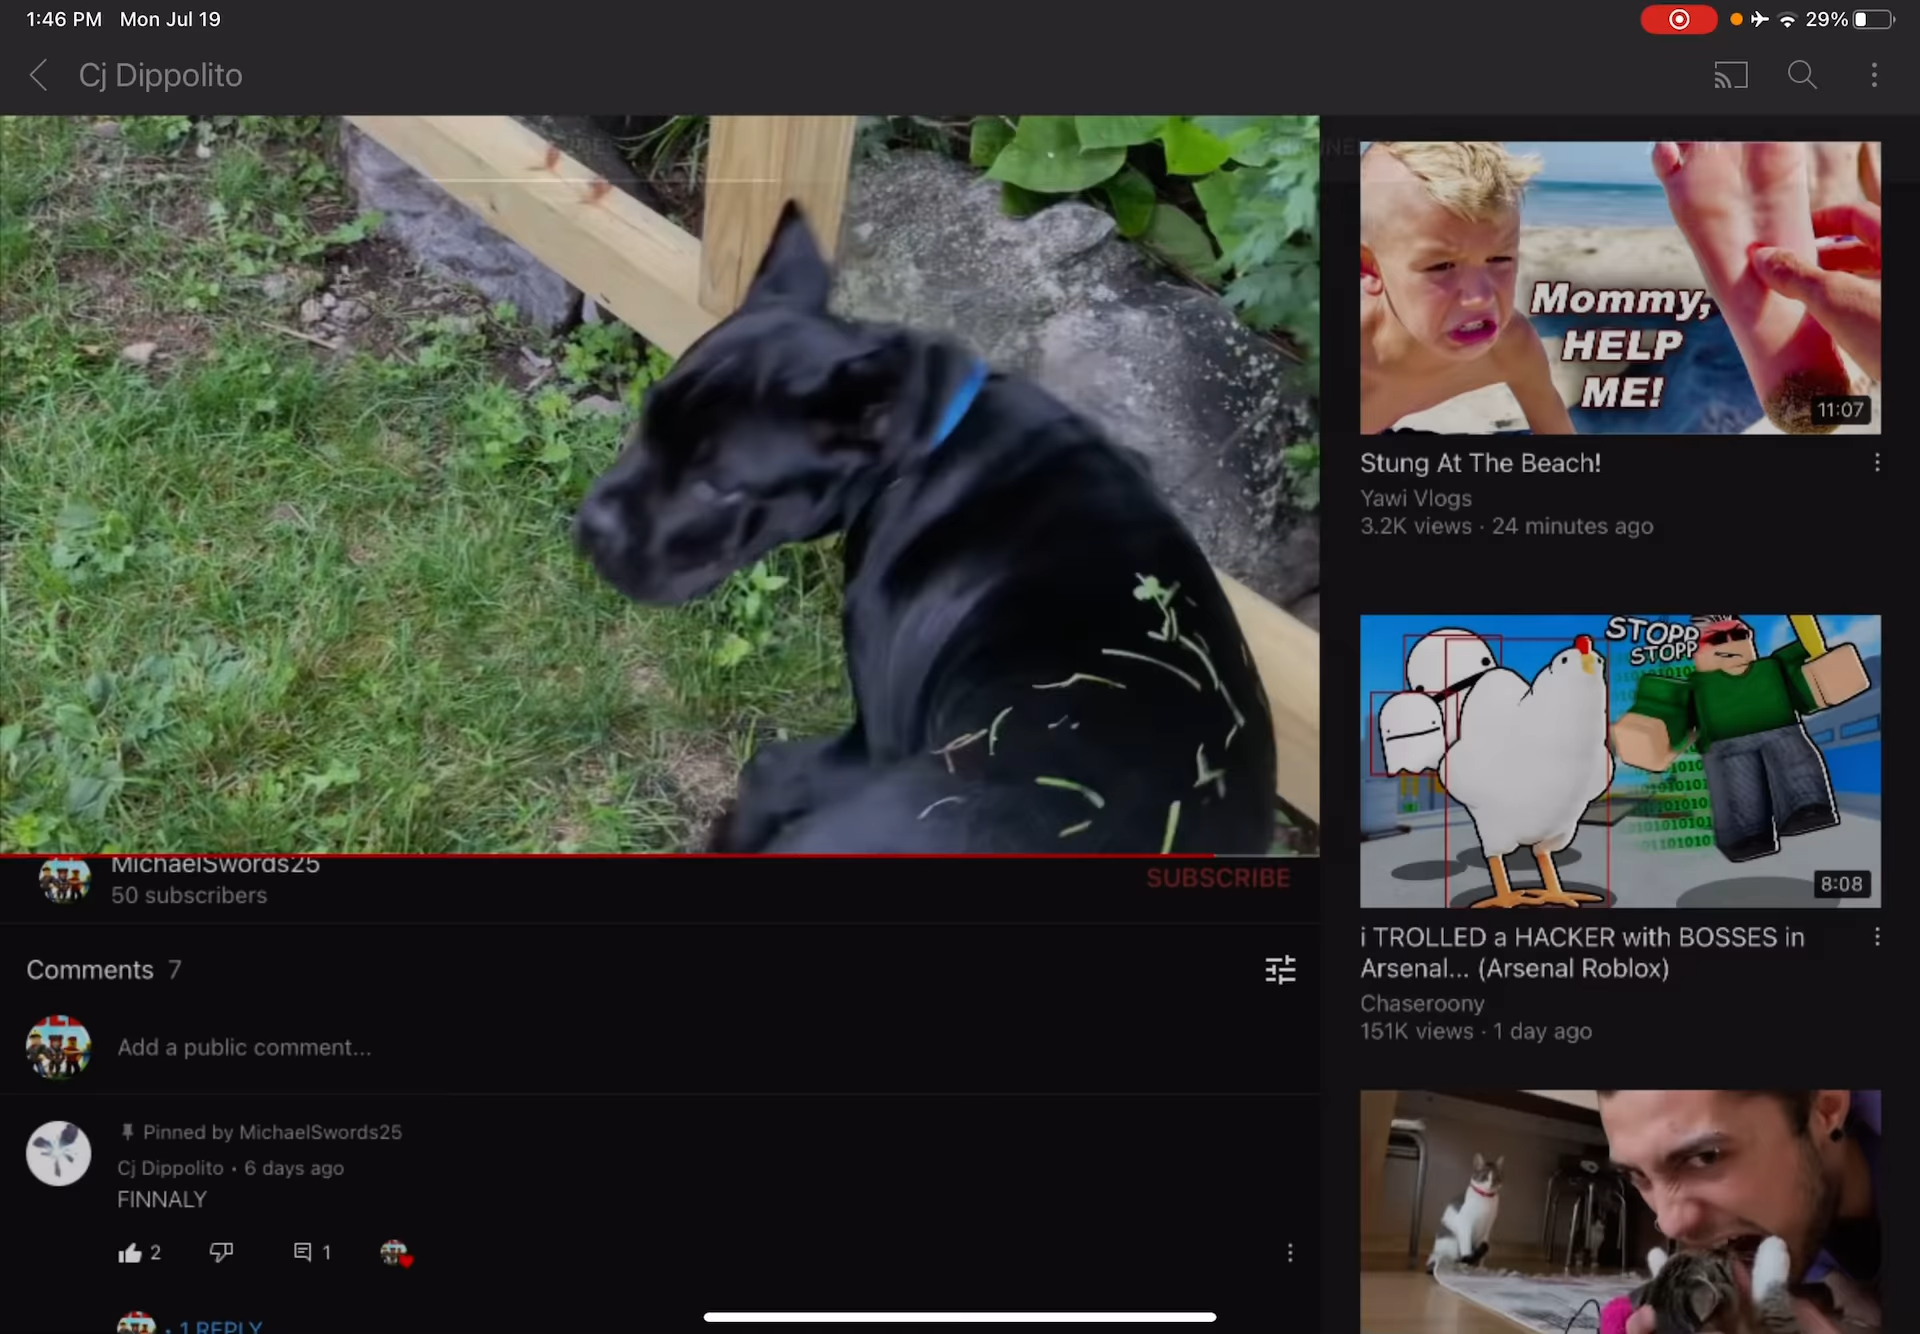 1:46 PM Mon Jul 19
29%
Cj Dippolito
Mommy,
HELP
ME!
11:07
Stung At The Beach!
Yawi Vlogs
3.2K views · 24 minutes ago
STOPP
STOPP
8:08
i TROLLED a HACKER with BOSSES in
Arsenal... (Arsenal Roblox)
Chaseroony
151K views · 1 day ago
MichaelSwords25
50 subscribers
SUBSCRIBE
Comments 7
Add a public comment...
Pinned by MichaelSwords25
Cj Dippolito • 6 days ago
FINNALY
2
1
• 1 REPLY